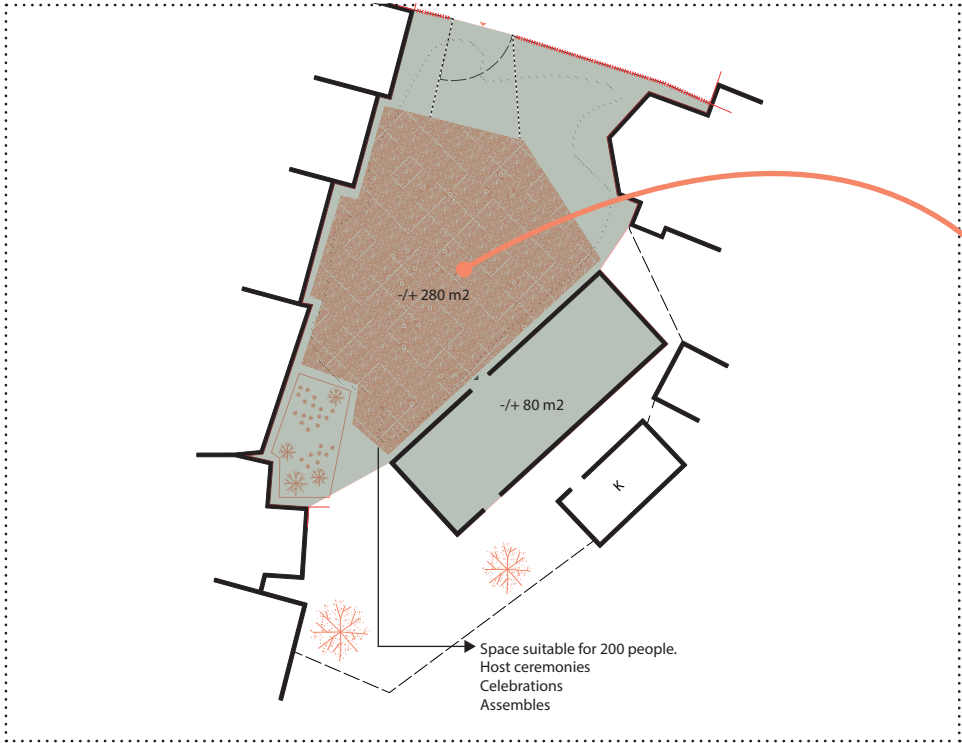 -/+ 280 m2
-/+ 80 m2
K
Space suitable for 200 people.
Host ceremonies
Celebrations
Assembles